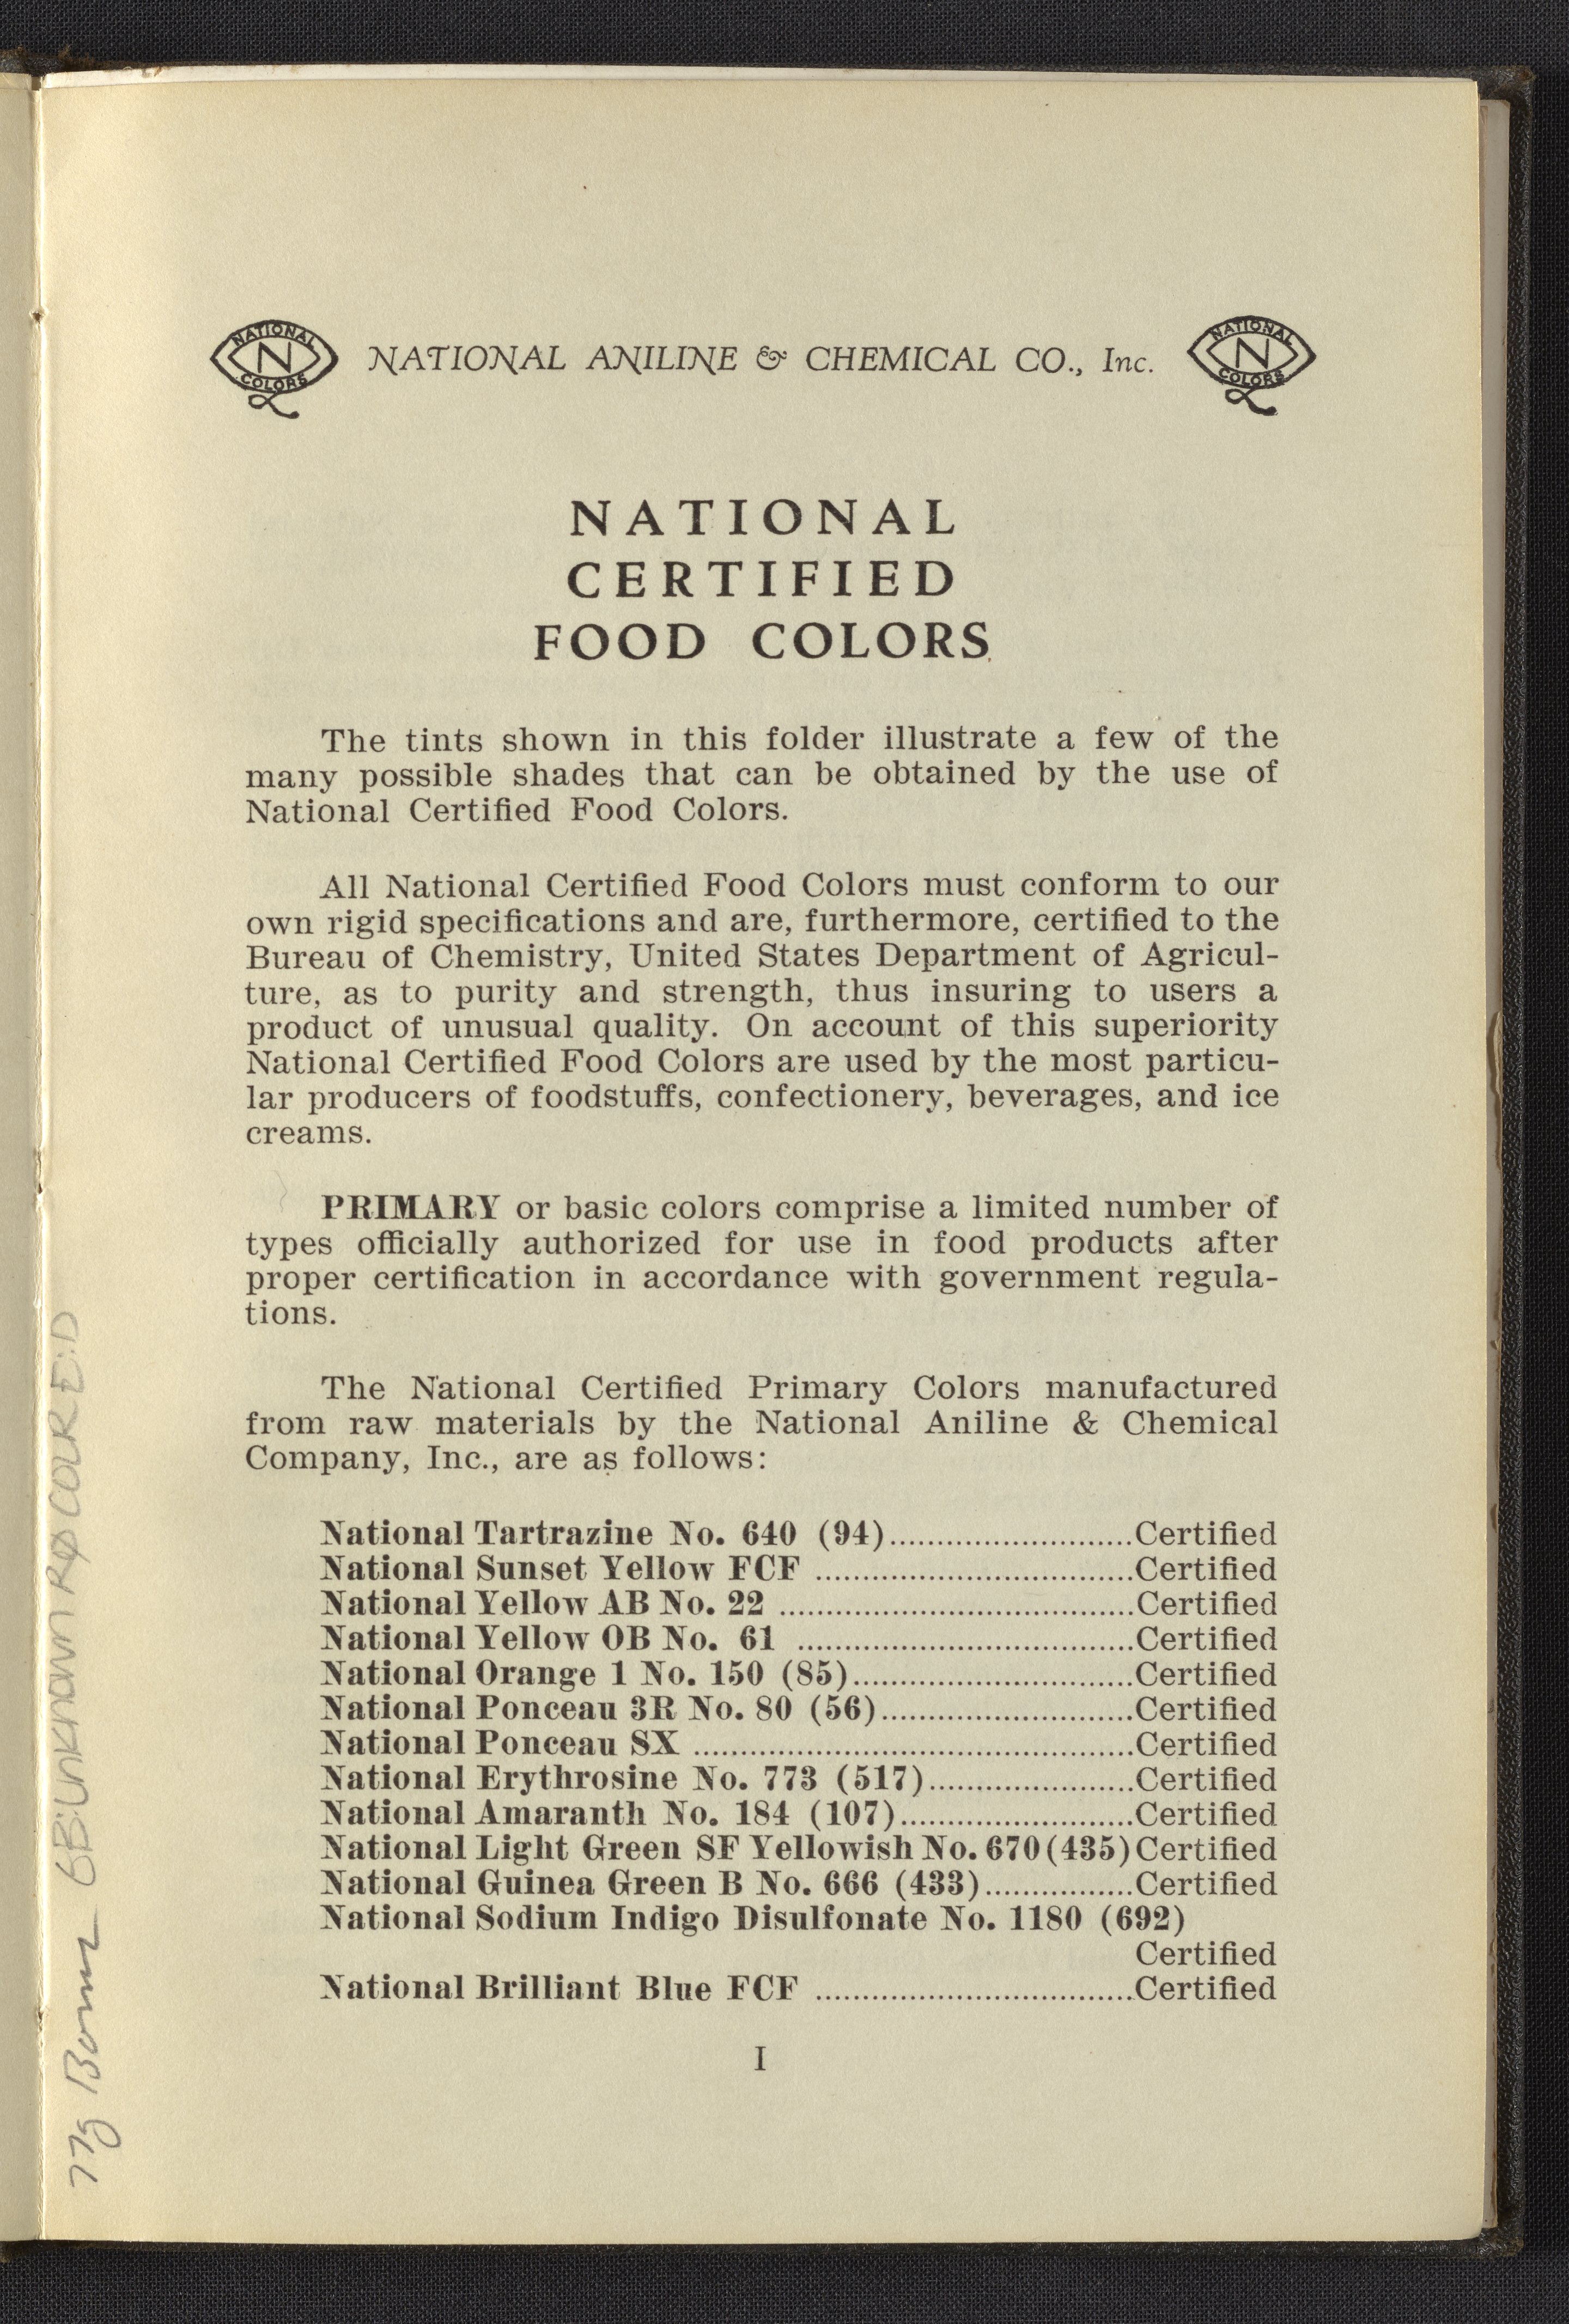 NATIONAL
N
COLORS
NATIONAL ANILINE & CHEMICAL CO., Inc.
NATIONAL
N
COLORS
NATIONAL
CERTIFIED
FOOD COLORS
The tints shown in this folder illustrate a few of the
many possible shades that can be obtained by the use of
National Certified Food Colors.
All National Certified Food Colors must conform to our
own rigid specifications and are, furthermore, certified to the
Bureau of Chemistry, United States Department of Agricul-
ture, as to purity and strength, thus insuring to users a
product of unusual quality. On account of this superiority
National Certified Food Colors are used by the most particu-
lar producers of foodstuffs, confectionery, beverages, and ice
creams.
PRIMARY or basic colors comprise a limited number of
types officially authorized for use in food products after
proper certification in accordance with government regula-
tions.
The National Certified Primary Colors manufactured
from raw materials by the National Aniline & Chemical
Company, Inc., are as follows:
National Tartrazine No. 640 (94)..........................Certified
National Sunset Yellow FCF ..................................Certified
National Yellow AB No. 22 ......................................Certified
National Yellow OB No. 61 ....................................Certified
National Orange 1 No. 150 (85)..............................Certified
National Ponceau 3R No. 80 (56)...........................Certified
National Ponceau SX ...............................................Certified
National Erythrosine No. 773 (517)......................Certified
National Amaranth No. 184 (107).........................Certified
National Light Green SF Yellowish No. 670 (435) Certified
National Guinea Green B No. 666 (433)................Certified
National Sodium Indigo Disulfonate No. 1180 (692)
Certified
National Brilliant Blue FCF ..................................Certified
I